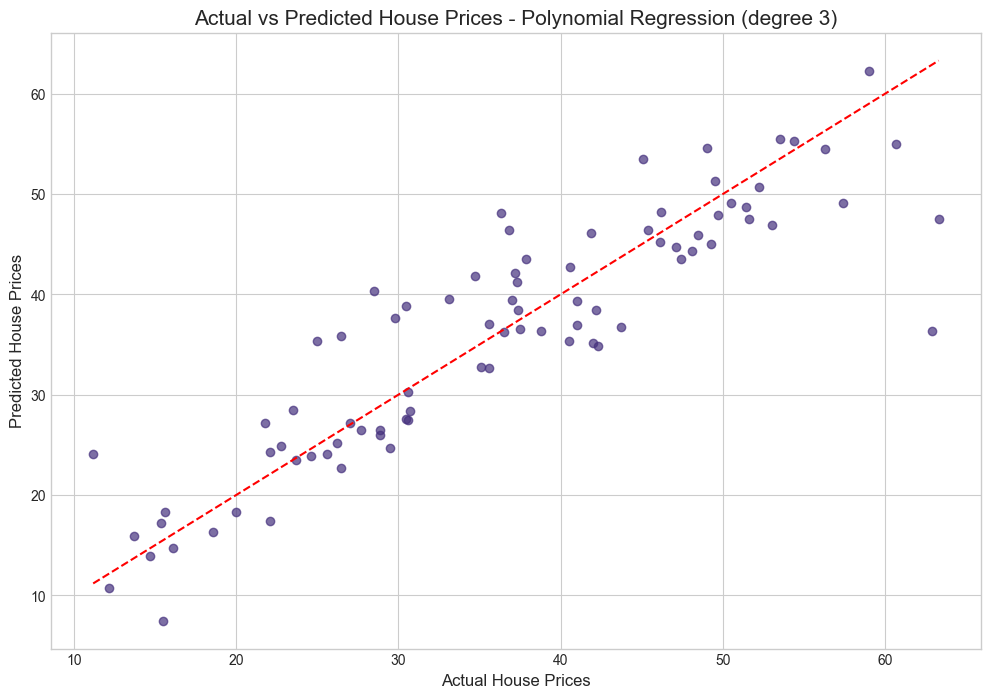 Actual vs Predicted House Prices - Polynomial Regression (degree 3)
Predicted House Prices
60
50
40
30
20
10
10 20 30 40 50 60
Actual House Prices